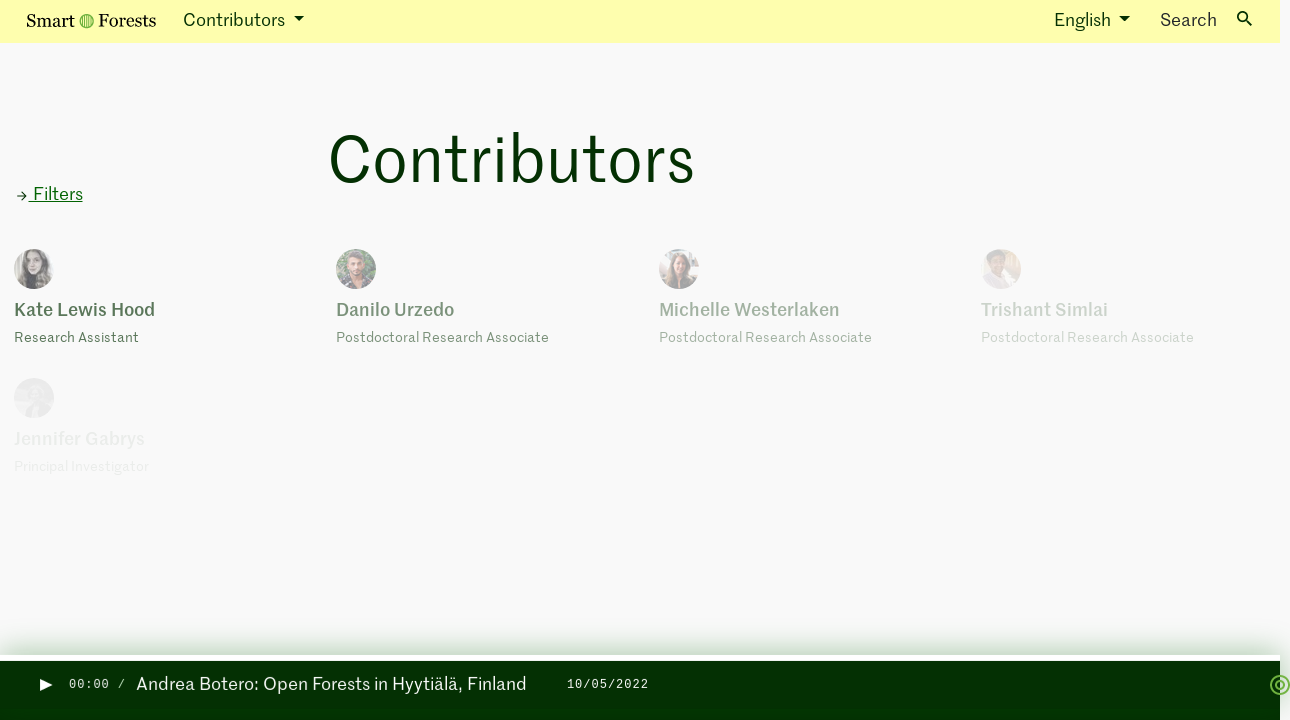 Smart Forests Contributors English Search
Contributors
Filters
Kate Lewis Hood Danilo Urzedo Michelle Westerlaken Trishant Simlai
Research Assistant Postdoctoral Research Associate Postdoctoral Research Associate Postdoctoral Research Associate
Jennifer Gabrys
Principal Investigator
00:00 / Andrea Botero: Open Forests in Hyytiälä, Finland 10/05/2022